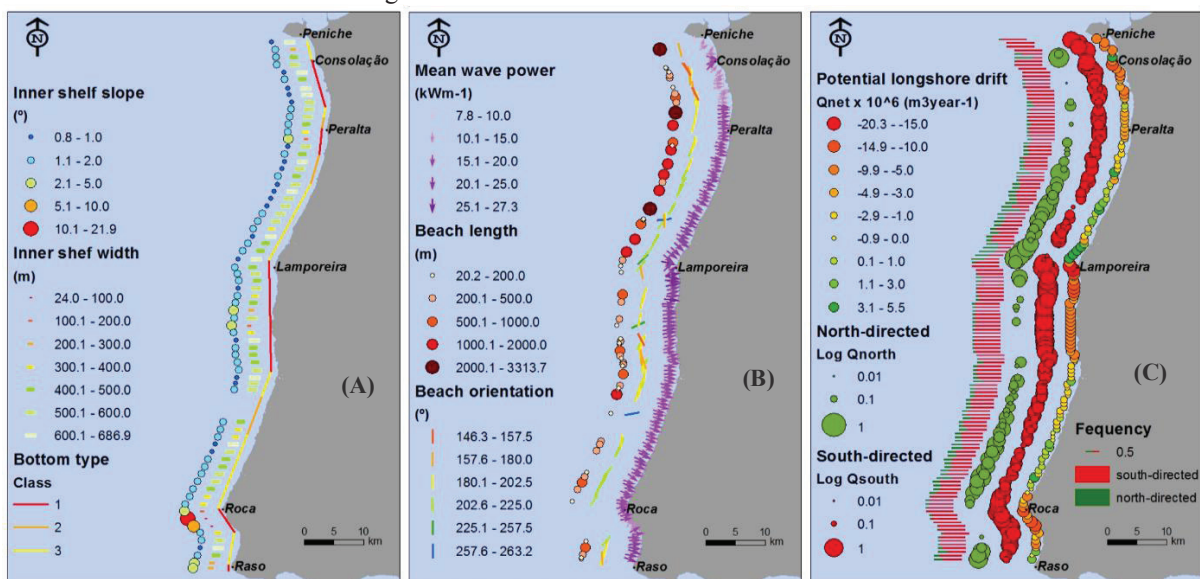 N
Peniche
Consolação
Inner shelf slope
(º)
0.8 - 1.0
1.1 - 2.0
2.1 - 5.0
5.1 - 10.0
10.1 - 21.9
Peralta
Inner shef width
(m)
24.0 - 100.0
100.1 - 200.0
200.1 - 300.0
300.1 - 400.0
400.1 - 500.0
500.1 - 600.0
600.1 - 686.9
Lamporeira
(A)
Bottom type
Class
1
2
3
Roca
0 5 10
km
Raso
N
Peniche
Consolação
Mean wave power
(kWm-1)
7.8 - 10.0
10.1 - 15.0
15.1 - 20.0
20.1 - 25.0
25.1 - 27.3
Peralta
Beach length
(m)
20.2 - 200.0
200.1 - 500.0
500.1 - 1000.0
1000.1 - 2000.0
2000.1 - 3313.7
Lamporeira
(B)
Beach orientation
(º)
146.3 - 157.5
157.6 - 180.0
180.1 - 202.5
202.6 - 225.0
225.1 - 257.5
257.6 - 263.2
Roca
0 5 10
km
Raso
N
Peniche
Consolação
Potential longshore drift
Qnet x 10^6 (m3year-1)
-20.3 - -15.0
-14.9 - -10.0
-9.9 - -5.0
-4.9 - -3.0
-2.9 - -1.0
-0.9 - 0.0
0.1 - 1.0
1.1 - 3.0
3.1 - 5.5
Peralta
Lamporeira
North-directed
Log Qnorth
0.01
0.1
1
(C)
South-directed
Log Qsouth
0.01
0.1
1
Fequency
0.5
south-directed
north-directed
Roca
0 5 10
km
Raso